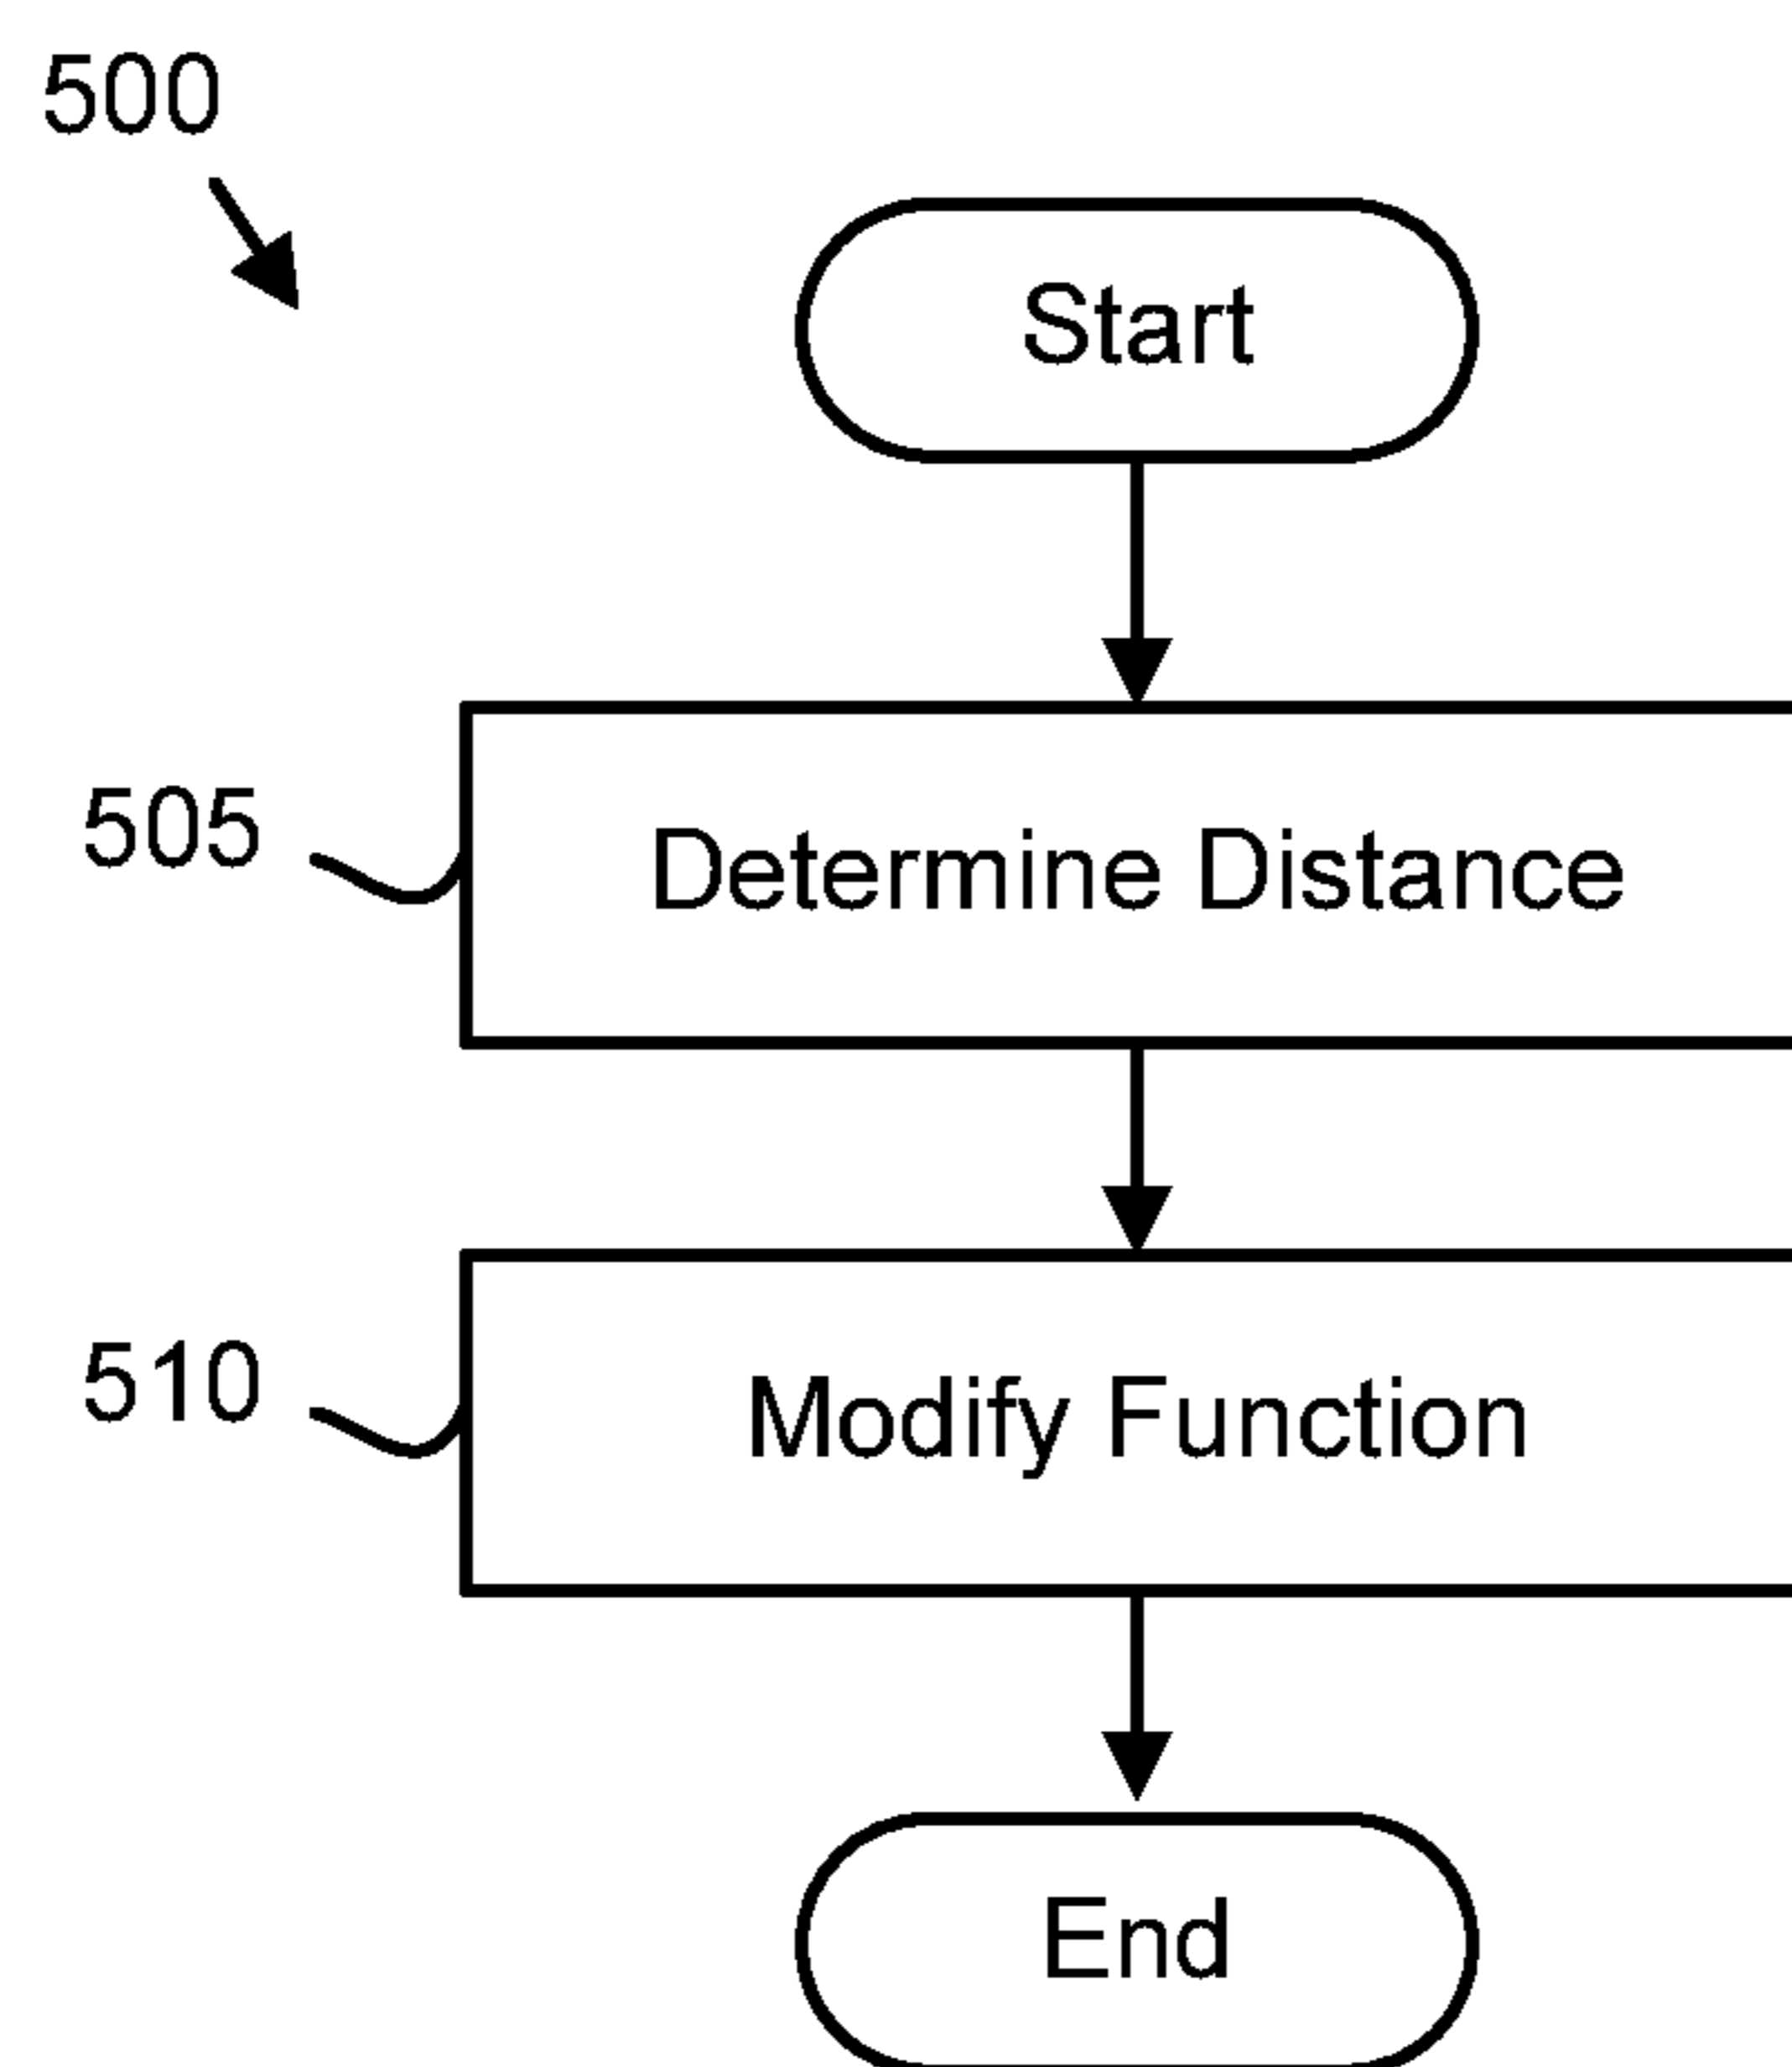 500
Start
505
Determine Distance
510
Modify Function
End